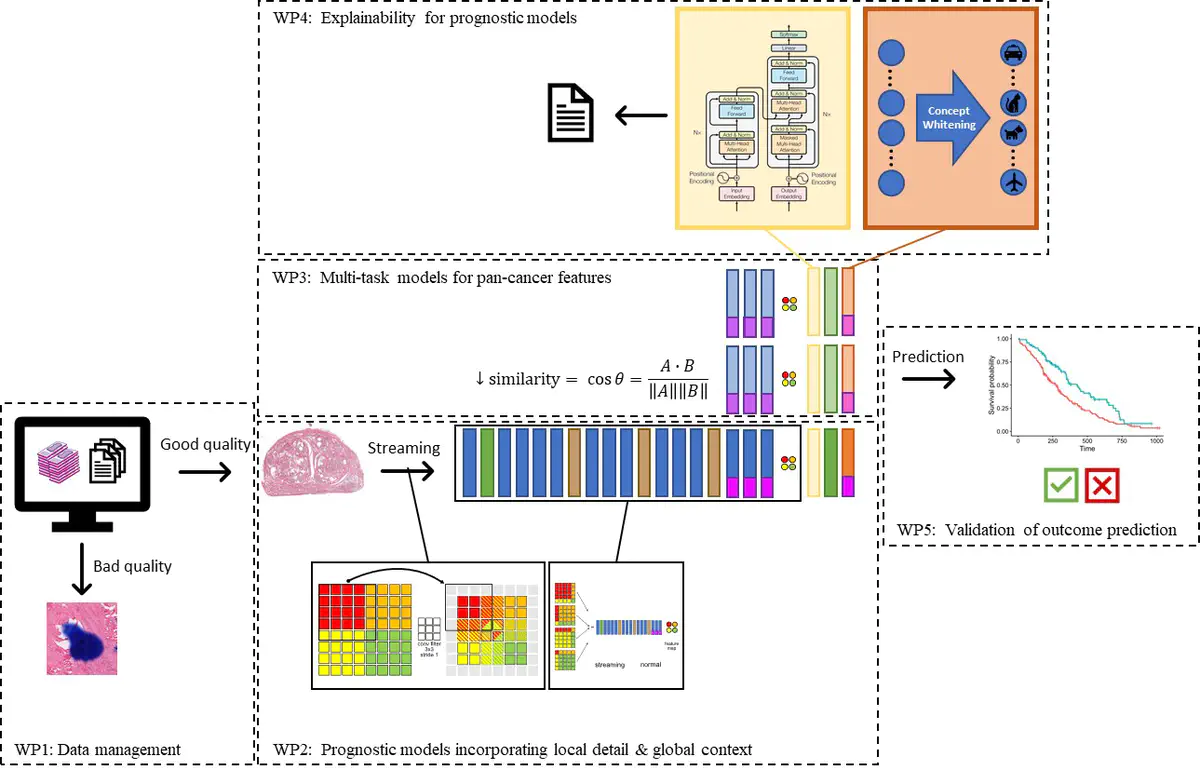 WP4: Explainability for prognostic models
Softmax
Linear
Add & Norm
Feed
Forward
Add & Norm
Multi-Head
Attention
Add & Norm
Feed
Forward
Add & Norm
Multi-Head
Attention
Add & Norm
Masked
Multi-Head
Attention
N×
N×
Positional
Encoding
Positional
Encoding
Input
Embedding
Output
Embedding
Concept
Whitening
WP3: Multi-task models for pan-cancer features
↓ similarity = cos θ = A · B / ‖A‖‖B‖
Prediction
Survival probability
1.00
0.75
0.50
0.25
0.00
0
250
500
750
1000
Time
WP5: Validation of outcome prediction
Good quality
Bad quality
WP1: Data management
Streaming
conv filter
3x3
stride 1
streaming
normal
feature
map
WP2: Prognostic models incorporating local detail & global context